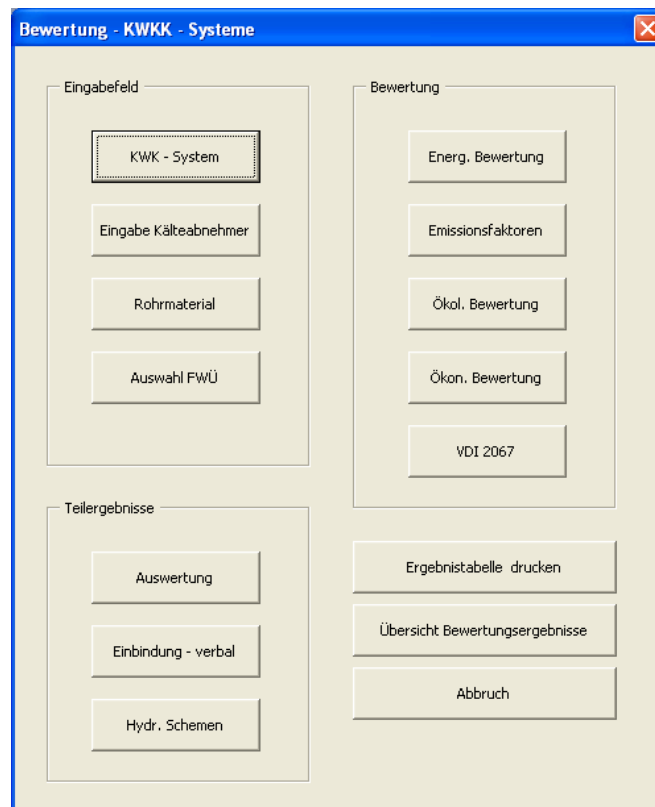 Bewertung - KWKK - Systeme
Eingabefeld
KWK - System
Eingabe Kälteabnehmer
Rohrmaterial
Auswahl FWÜ
Bewertung
Energ. Bewertung
Emissionsfaktoren
Ökol. Bewertung
Ökon. Bewertung
VDI 2067
Teilergebnisse
Auswertung
Einbindung - verbal
Hydr. Schemen
Ergebnistabelle drucken
Übersicht Bewertungsergebnisse
Abbruch